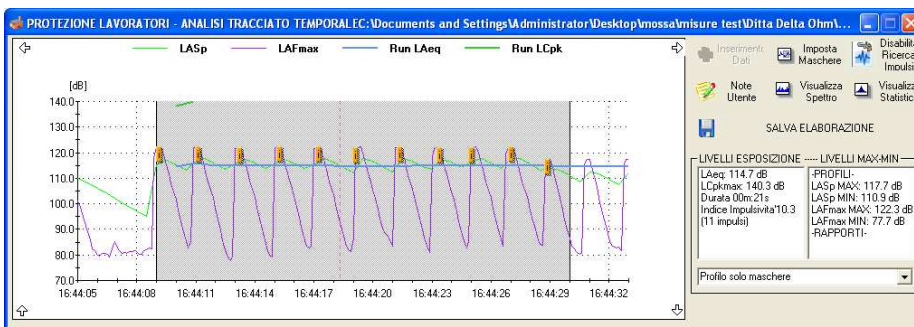 PROTEZIONE LAVORATORI - ANALISI TRACCIATO TEMPORALEC:\Documents and Settings\Administrator\Desktop\mossa\misure test\Ditta Delta Ohm\...
LASp LAFmax Run LAeq Run LCpk
[dB]
140.0
130.0
120.0
110.0
100.0
90.0
80.0
70.0
16:44:05 16:44:08 16:44:11 16:44:14 16:44:17 16:44:20 16:44:23 16:44:26 16:44:29 16:44:32
Inserimento Dati
Imposta Maschere
Disabilita Ricerca Impulsi
Note Utente
Visualizza Spettro
Visualizza Statistic
SALVA ELABORAZIONE
LIVELLI ESPOSIZIONE ----- LIVELLI MAX-MIN
LAeq: 114.7 dB
LCpkmax: 140.3 dB
Durata 00m:21s
Indice Impulsivita'10.3
(11 impulsi)
-PROFILI-
LASp MAX: 117.7 dB
LASp MIN: 110.9 dB
LAFmax MAX: 122.3 dB
LAFmax MIN: 77.7 dB
-RAPPORTI-
Profilo solo maschere